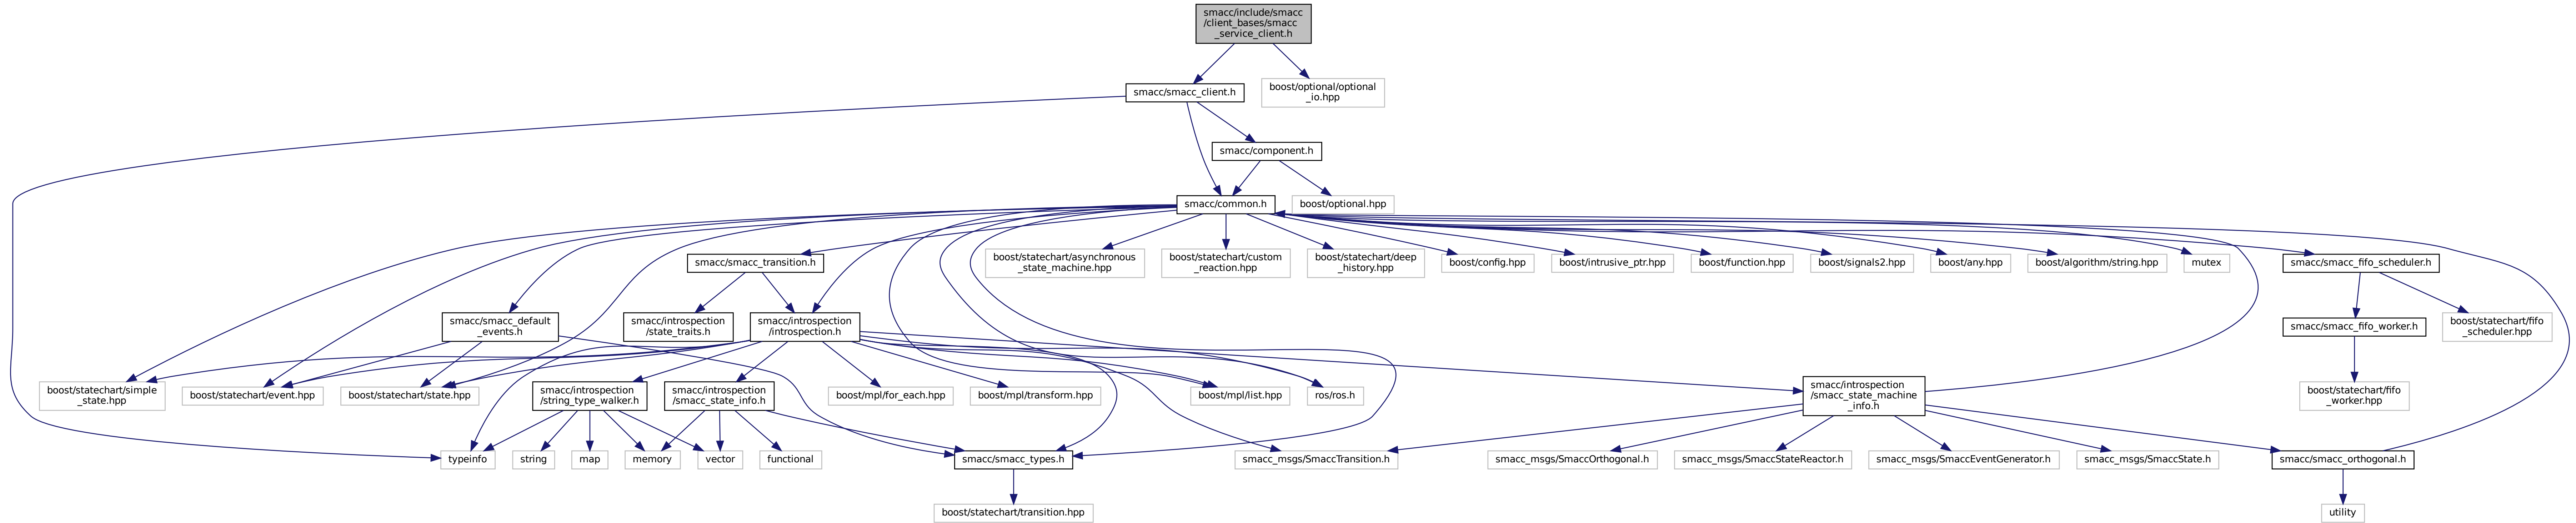 smacc/include/smacc
/client_bases/smacc
_service_client.h
smacc/smacc_client.h
boost/optional/optional
_io.hpp
smacc/component.h
smacc/common.h
boost/optional.hpp
smacc/smacc_transition.h
boost/statechart/asynchronous
_state_machine.hpp
boost/statechart/custom
_reaction.hpp
boost/statechart/deep
_history.hpp
boost/config.hpp
boost/intrusive_ptr.hpp
boost/function.hpp
boost/signals2.hpp
boost/any.hpp
boost/algorithm/string.hpp
mutex
smacc/smacc_fifo_scheduler.h
smacc/smacc_default
_events.h
smacc/introspection
/state_traits.h
smacc/introspection
/introspection.h
smacc/smacc_fifo_worker.h
boost/statechart/fifo
_scheduler.hpp
boost/statechart/simple
_state.hpp
boost/statechart/event.hpp
boost/statechart/state.hpp
smacc/introspection
/string_type_walker.h
smacc/introspection
/smacc_state_info.h
boost/mpl/for_each.hpp
boost/mpl/transform.hpp
boost/mpl/list.hpp
ros/ros.h
smacc/introspection
/smacc_state_machine
_info.h
boost/statechart/fifo
_worker.hpp
typeinfo
string
map
memory
vector
functional
smacc/smacc_types.h
smacc_msgs/SmaccTransition.h
smacc_msgs/SmaccOrthogonal.h
smacc_msgs/SmaccStateReactor.h
smacc_msgs/SmaccEventGenerator.h
smacc_msgs/SmaccState.h
smacc/smacc_orthogonal.h
boost/statechart/transition.hpp
utility